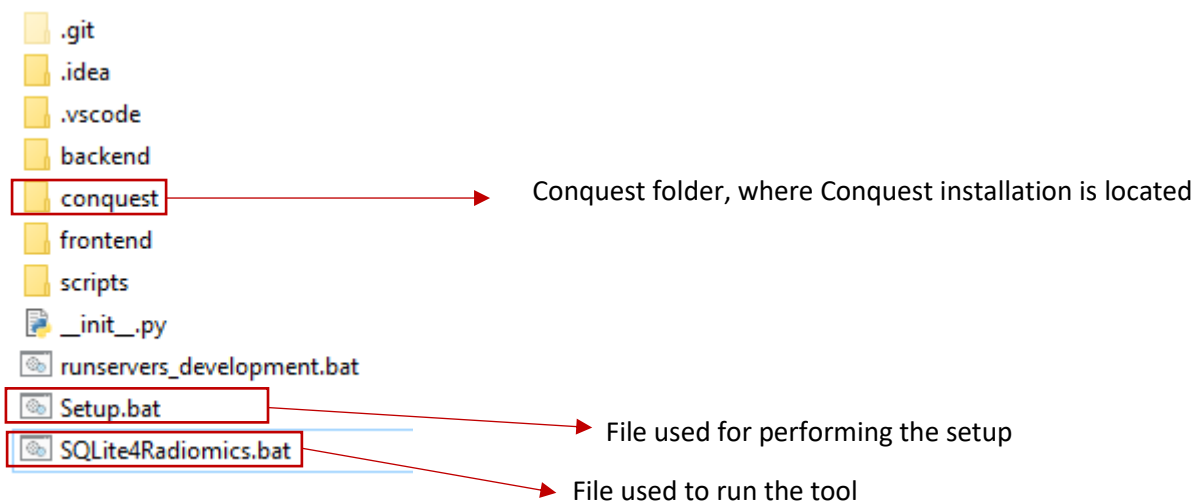 .git
.idea
.vscode
backend
conquest
Conquest folder, where Conquest installation is located
frontend
scripts
__init__.py
runservers_development.bat
Setup.bat
File used for performing the setup
SQLite4Radiomics.bat
File used to run the tool